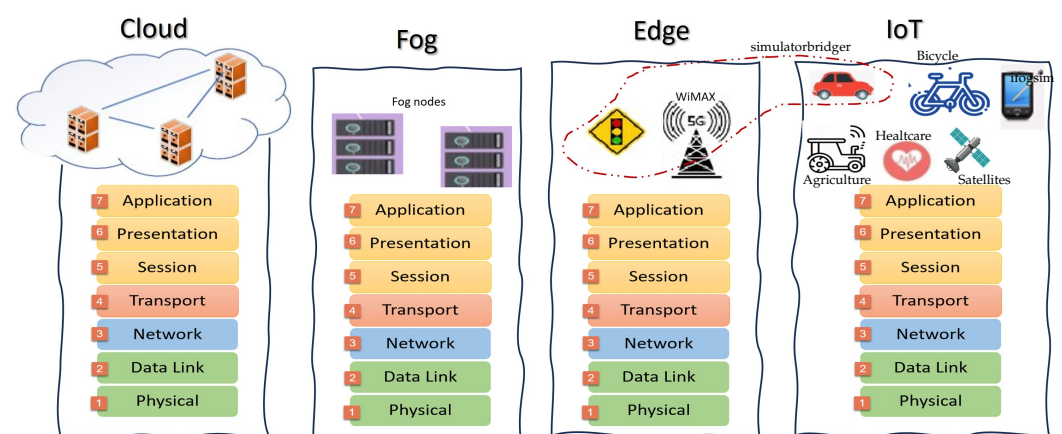 Cloud
Fog
Edge
IoT
simulatorbridger
Bicycle
ifogsim
Fog nodes
WiMAX
5G
Healtcare
Agriculture
Satellites
7 Application
6 Presentation
5 Session
4 Transport
3 Network
2 Data Link
1 Physical
7 Application
6 Presentation
5 Session
4 Transport
3 Network
2 Data Link
1 Physical
7 Application
6 Presentation
5 Session
4 Transport
3 Network
2 Data Link
1 Physical
7 Application
6 Presentation
5 Session
4 Transport
3 Network
2 Data Link
1 Physical